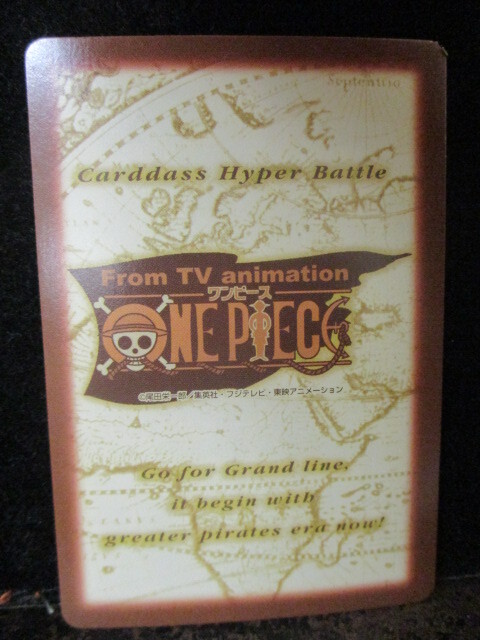 Septentrio
Carddass Hyper Battle
From TV animation
ワンピース
ONE PIECE
©尾田栄一郎／集英社・フジテレビ・東映アニメーション
Go for Grand line,
it begin with
greater pirates era now!